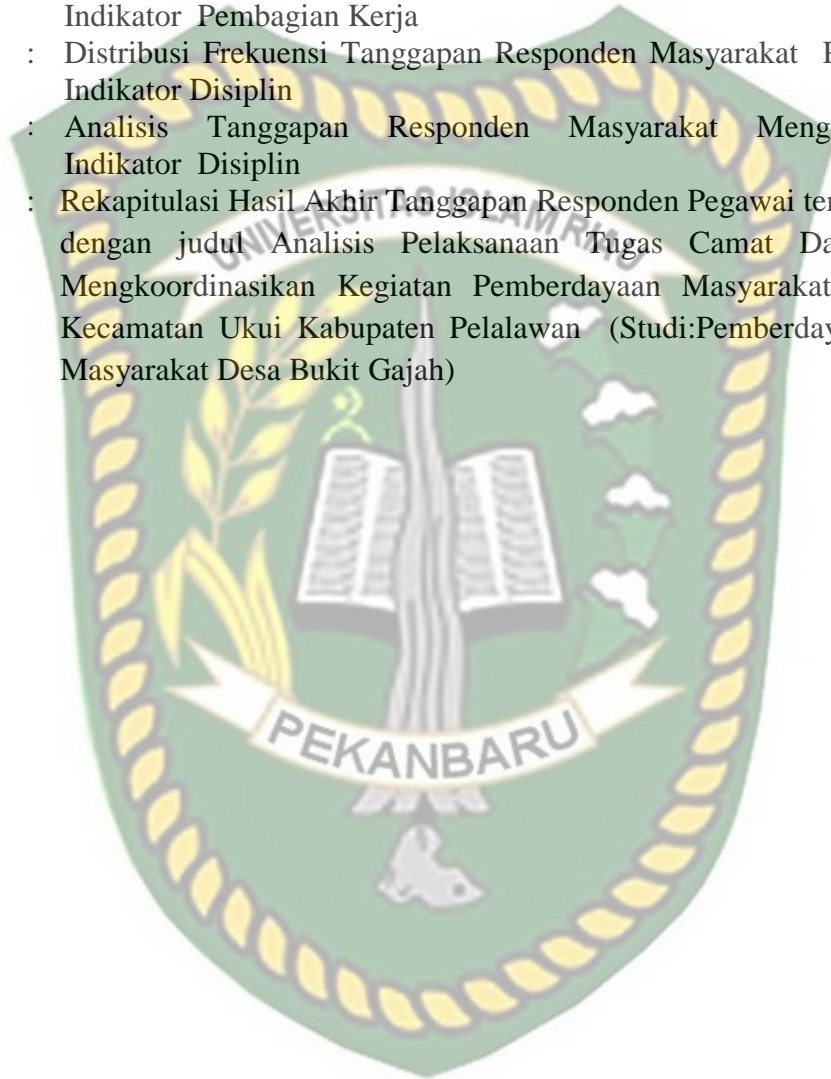 Indikator Pembagian Kerja
: Distribusi Frekuensi Tanggapan Responden Masyarakat
Indikator Disiplin
: Analisis Tanggapan Responden Masyarakat
Indikator Disiplin
: Rekapitulasi Hasil Akhir Tanggapan Responden Pegawai
dengan judul Analisis Pelaksanaan Tugas Camat
Mengkoordinasikan Kegiatan Pemberdayaan Masyarakat
Kecamatan Ukui Kabupaten Pelalawan (Studi:
Masyarakat Desa Bukit Gajah)
UNIVERSITAS ISLAM RIAU
PEKANBARU